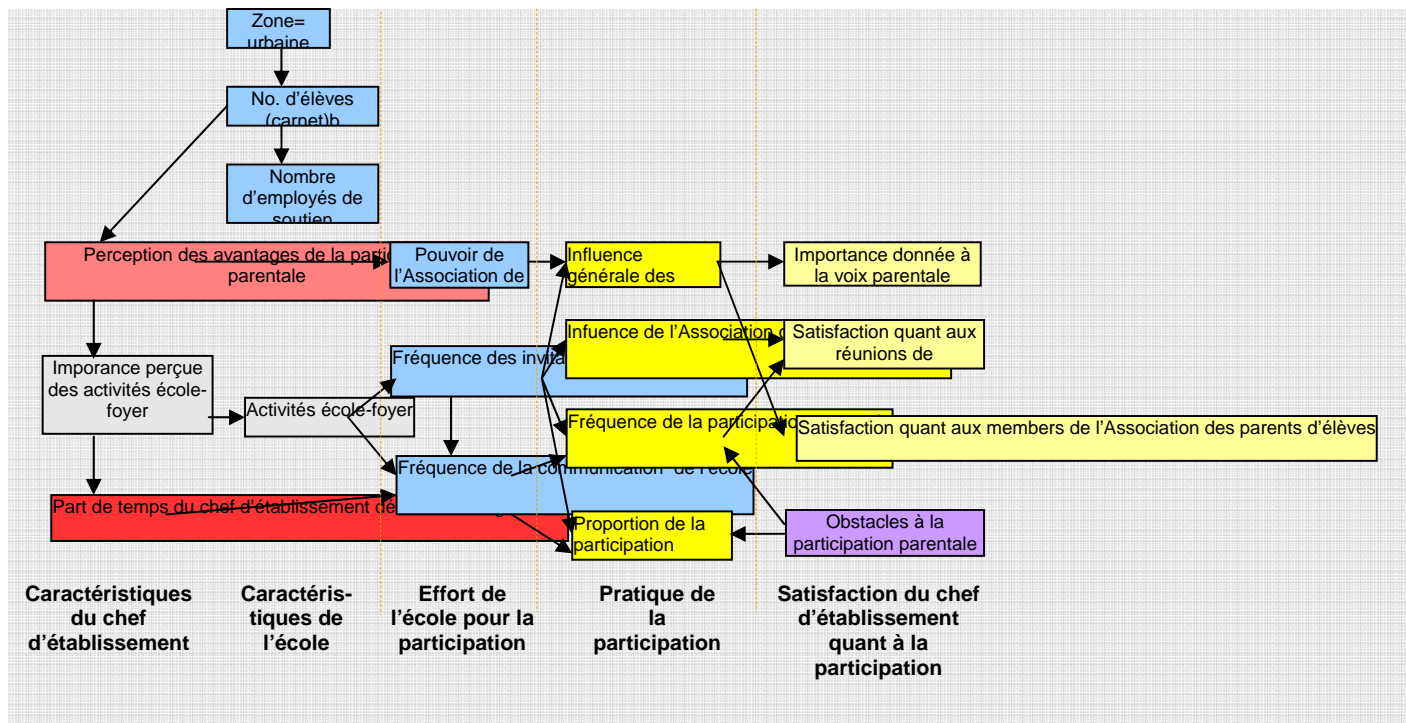 Zone=
urbaine
No. d'élèves
(carnet)b
Nombre
d'employés de
soutien
Perception des avantages de la
parentale
Pouvoir de
l'Association de
Influence
générale des
Importance donnée à
la voix parentale
Infuence de l'Association
Satisfaction quant aux
réunions de
Fréquence des
Imporance perçue
des activités école-
foyer
Activités école-foyer
Fréquence de la
Satisfaction quant aux members de l'Association des parents d'élèves
Fréquence de la communication de l'école
Part de temps du chef d'établissement
Proportion de la
participation
Obstacles à la
participation parentale
Caractéristiques
du chef
d'établissement
Caractéris-
tiques de
l'école
Effort de
l'école pour la
participation
Pratique de
la
participation
Satisfaction du chef
d'établissement
quant à la
participation